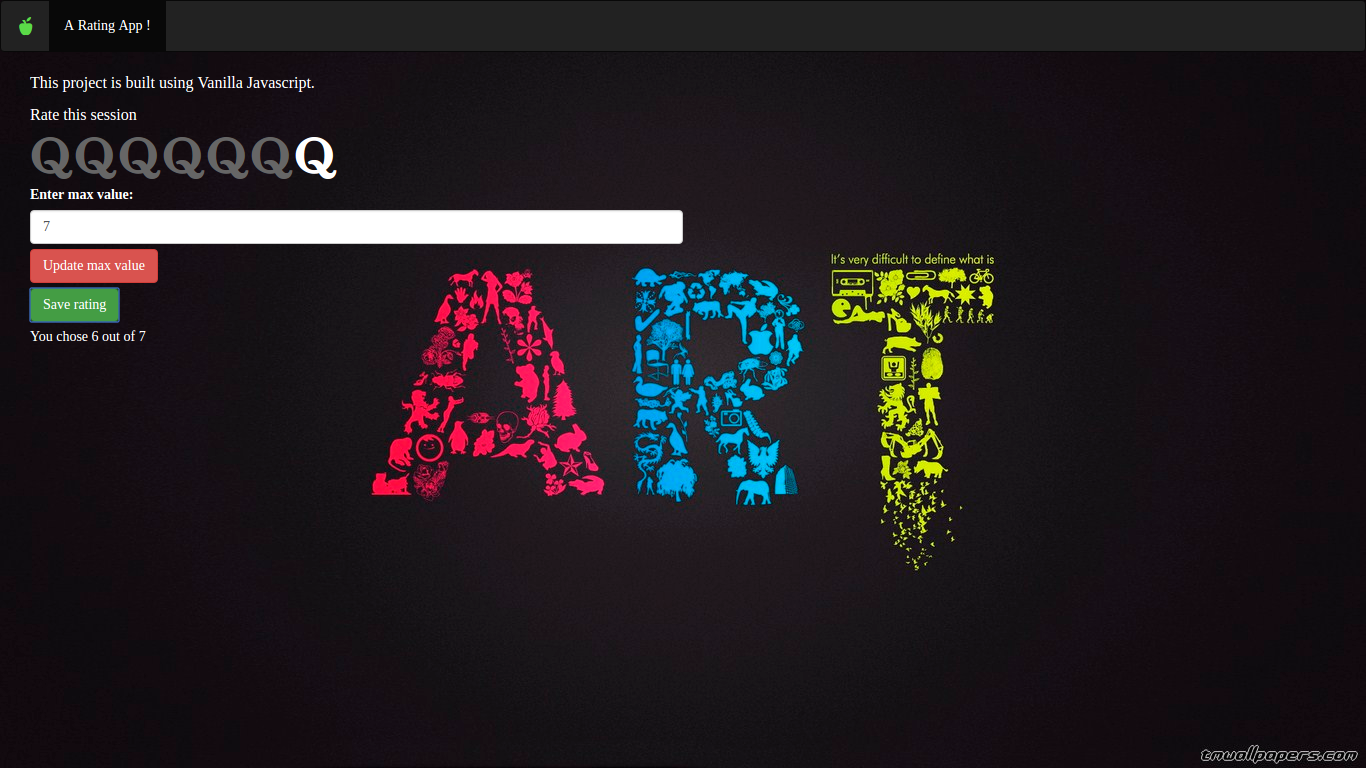 A Rating App !
This project is built using Vanilla Javascript.
Rate this session
QQQQQQQ
Enter max value:
7
Update max value
Save rating
You chose 6 out of 7
It's very difficult to define what is
ART
tmwallpapers.com